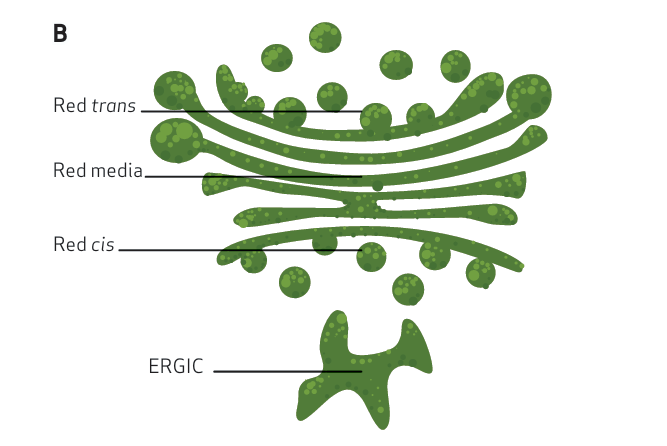 B
Red trans
Red media
Red cis
ERGIC